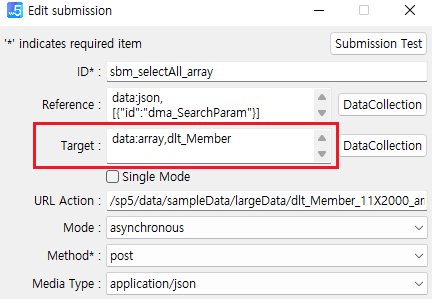 w5 Edit submission
'*' indicates required item
Submission Test
ID* : sbm_selectAll_array
Reference : data:json,
[{"id":"dma_SearchParam"}]
DataCollection
Target : data:array,dlt_Member
DataCollection
Single Mode
URL Action : /sp5/data/sampleData/largeData/dlt_Member_11X2000_arr
Mode : asynchronous
Method* : post
Media Type : application/json